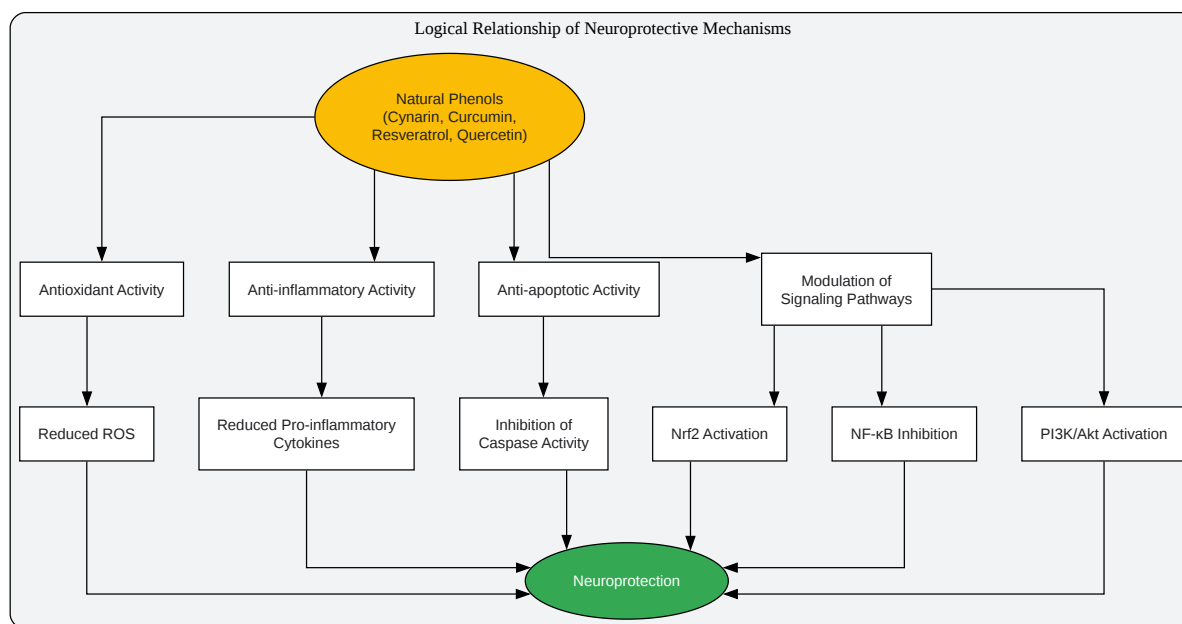 Logical Relationship of Neuroprotective Mechanisms
Natural Phenols
(Cynarin, Curcumin,
Resveratrol, Quercetin)
Antioxidant Activity
Anti-inflammatory Activity
Anti-apoptotic Activity
Modulation of
Signaling Pathways
Reduced ROS
Reduced Pro-inflammatory
Cytokines
Inhibition of
Caspase Activity
Nrf2 Activation
NF-κB Inhibition
PI3K/Akt Activation
Neuroprotection